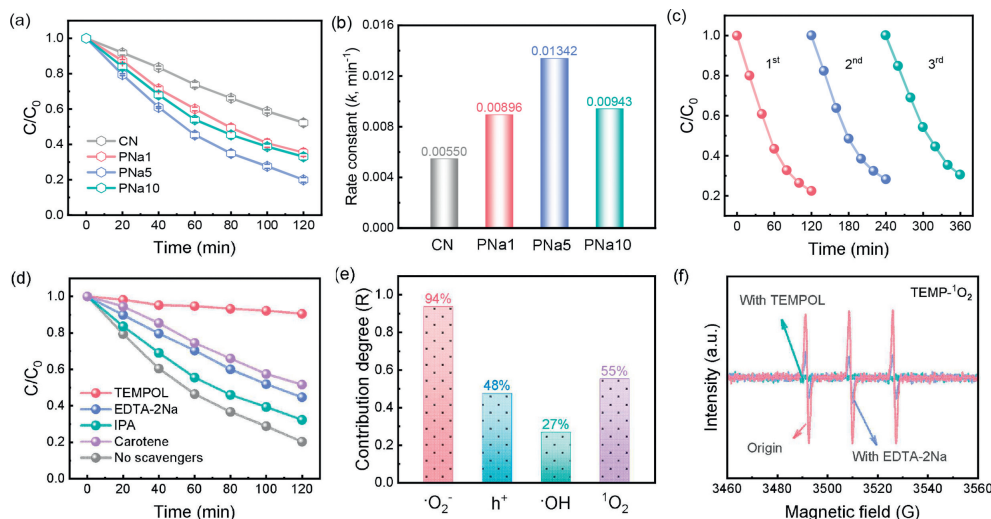 (a)
C/C₀
1.0
0.8
0.6
0.4
0.2
0.0
CN
PNa1
PNa5
PNa10
0 20 40 60 80 100 120
Time (min)
(b)
Rate constant (k, min⁻¹)
0.016
0.012
0.008
0.004
0.000
0.00550
0.00896
0.01342
0.00943
CN PNa1 PNa5 PNa10
(c)
C/C₀
1.0
0.8
0.6
0.4
0.2
1ˢᵗ
2ⁿᵈ
3ʳᵈ
0 60 120 180 240 300 360
Time (min)
(d)
C/C₀
1.0
0.8
0.6
0.4
0.2
0.0
TEMPOL
EDTA-2Na
IPA
Carotene
No scavengers
0 20 40 60 80 100 120
Time (min)
(e)
Contribution degree (R)
1.0
0.8
0.6
0.4
0.2
0.0
94%
48%
27%
55%
·O₂⁻ h⁺ ·OH ¹O₂
(f)
Intensity (a.u.)
With TEMPOL
TEMP-¹O₂
Origin
With EDTA-2Na
3460 3480 3500 3520 3540 3560
Magnetic field (G)